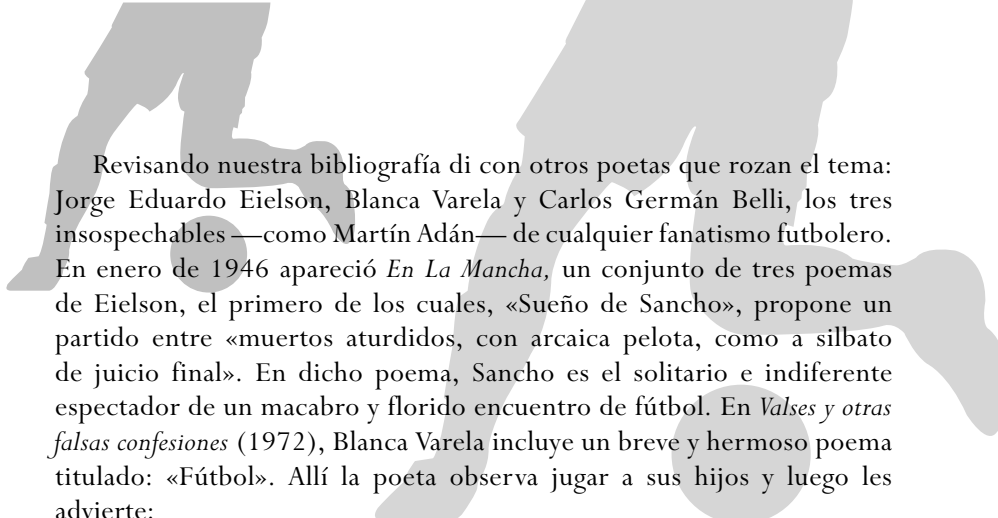 Revisando nuestra bibliografía di con otros poetas que rozan el tema:
Jorge Eduardo Eielson, Blanca Varela y Carlos Germán Belli, los tres
insospechables —como Martín Adán— de cualquier fanatismo futbolero.
En enero de 1946 apareció En La Mancha, un conjunto de tres poemas
de Eielson, el primero de los cuales, «Sueño de Sancho», propone un
partido entre «muertos aturdidos, con arcaica pelota, como a silbato
de juicio final». En dicho poema, Sancho es el solitario e indiferente
espectador de un macabro y florido encuentro de fútbol. En Valses y otras
falsas confesiones (1972), Blanca Varela incluye un breve y hermoso poema
titulado: «Fútbol». Allí la poeta observa jugar a sus hijos y luego les
advierte: